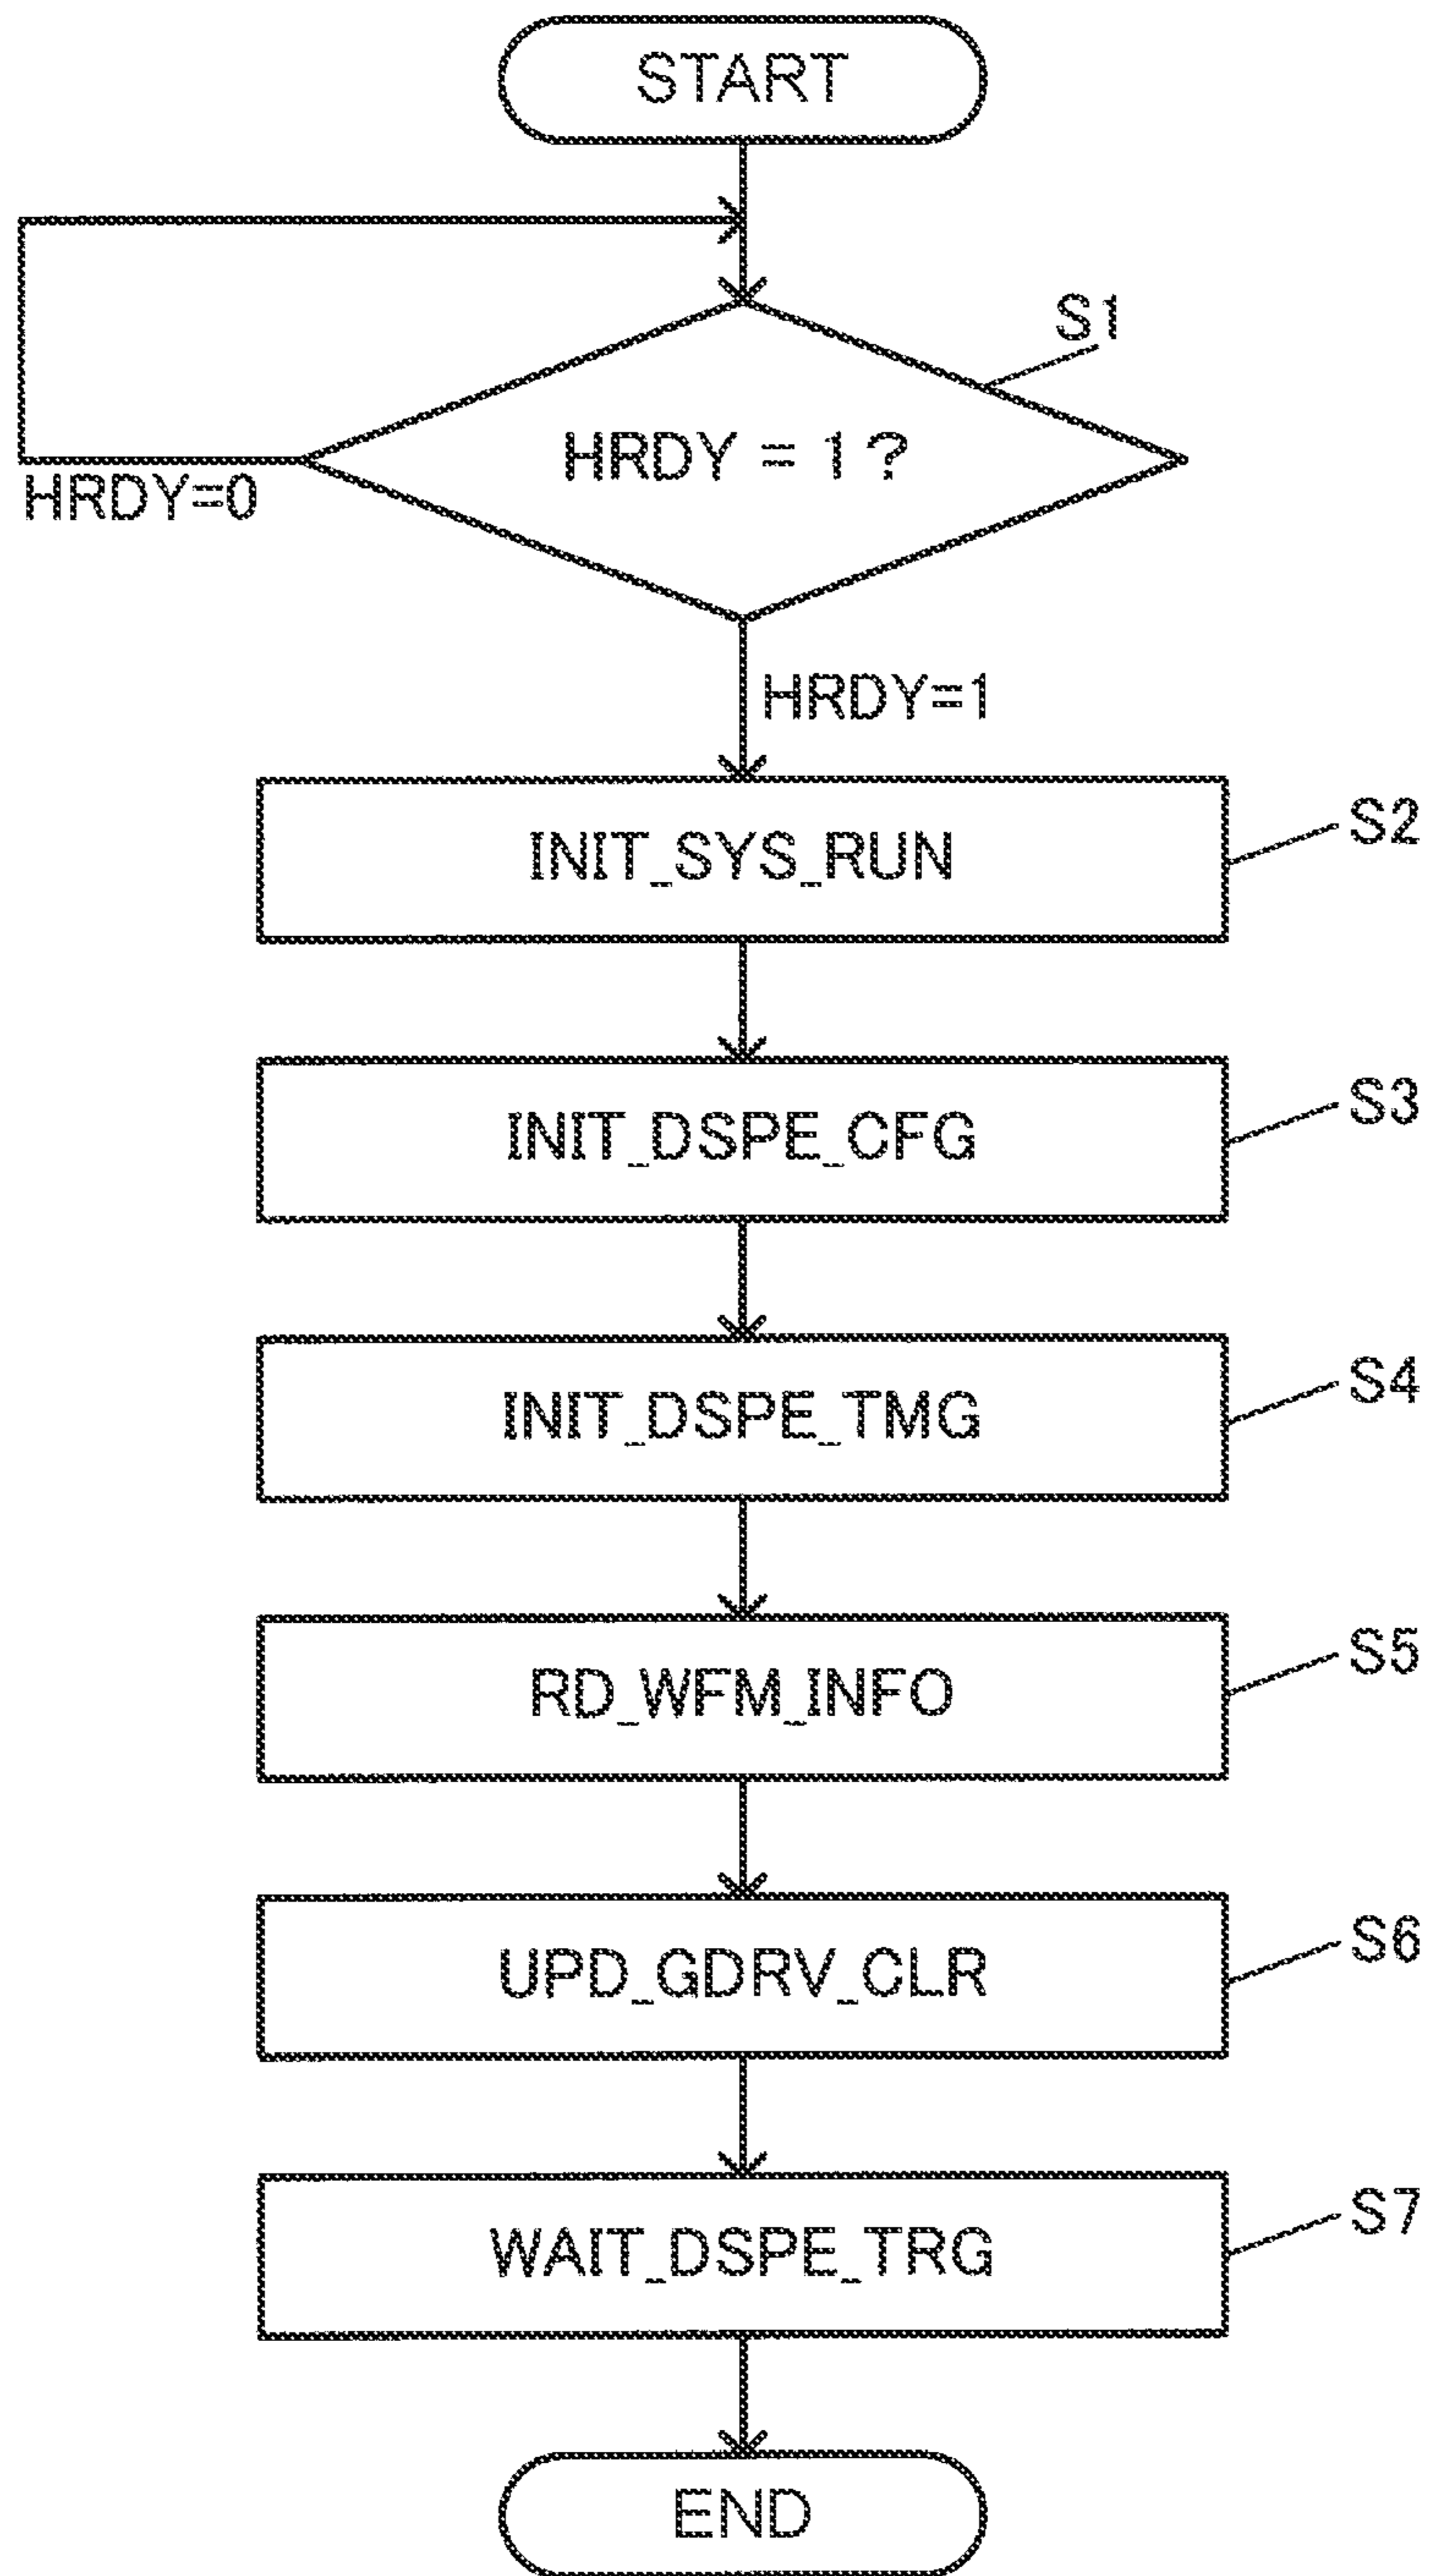 START
S1
HRDY = 1 ?
HRDY=0
HRDY=1
INIT_SYS_RUN
S2
INIT_DSPE_CFG
S3
INIT_DSPE_TMG
S4
RD_WFM_INFO
S5
UPD_GDRV_CLR
S6
WAIT_DSPE_TRG
S7
END